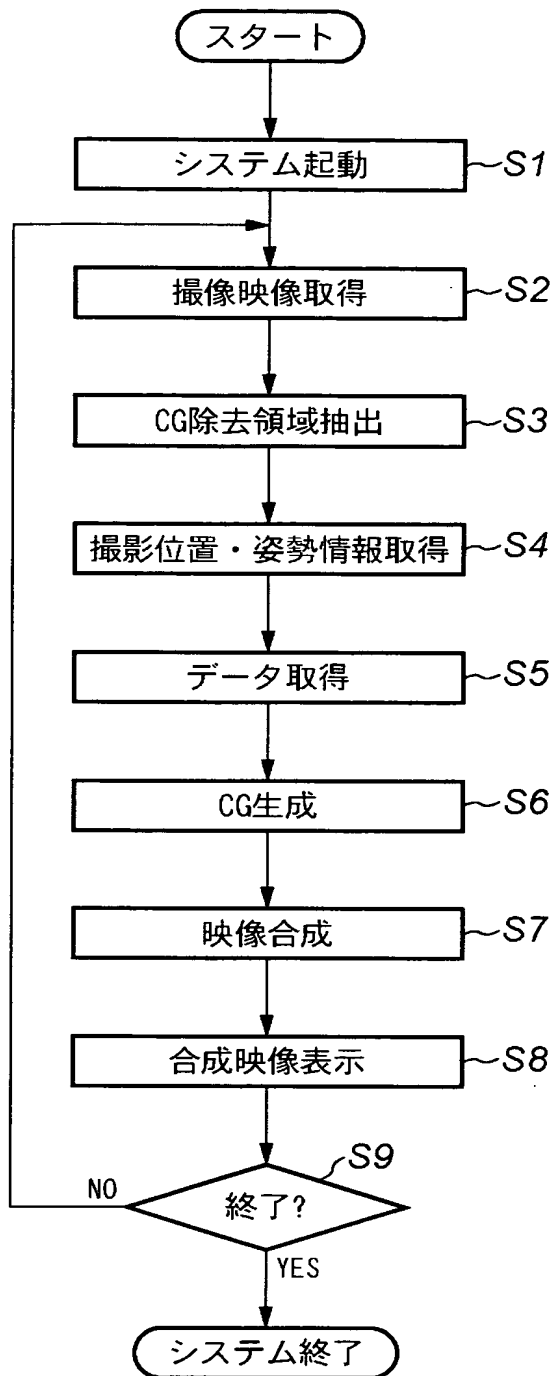 スタート
システム起動 S1
撮像映像取得 S2
CG除去領域抽出 S3
撮影位置・姿勢情報取得 S4
データ取得 S5
CG生成 S6
映像合成 S7
合成映像表示 S8
S9
NO 終了?
YES
システム終了